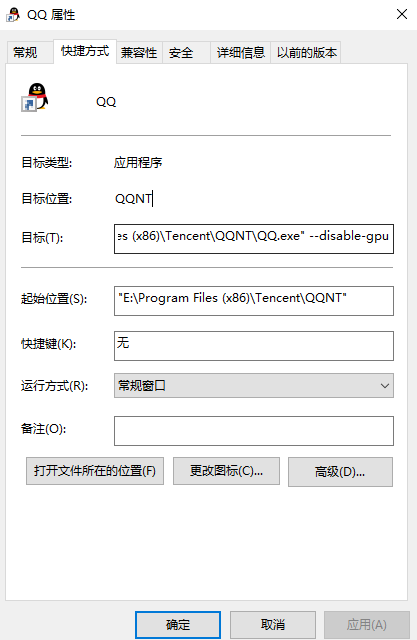 QQ 属性
常规 快捷方式 兼容性 安全 详细信息 以前的版本
QQ
目标类型: 应用程序
目标位置: QQNT
目标(T): es (x86)\Tencent\QQNT\QQ.exe" --disable-gpu
起始位置(S): "E:\Program Files (x86)\Tencent\QQNT"
快捷键(K): 无
运行方式(R): 常规窗口
备注(O):
打开文件所在的位置(F) 更改图标(C)... 高级(D)...
确定 取消 应用(A)